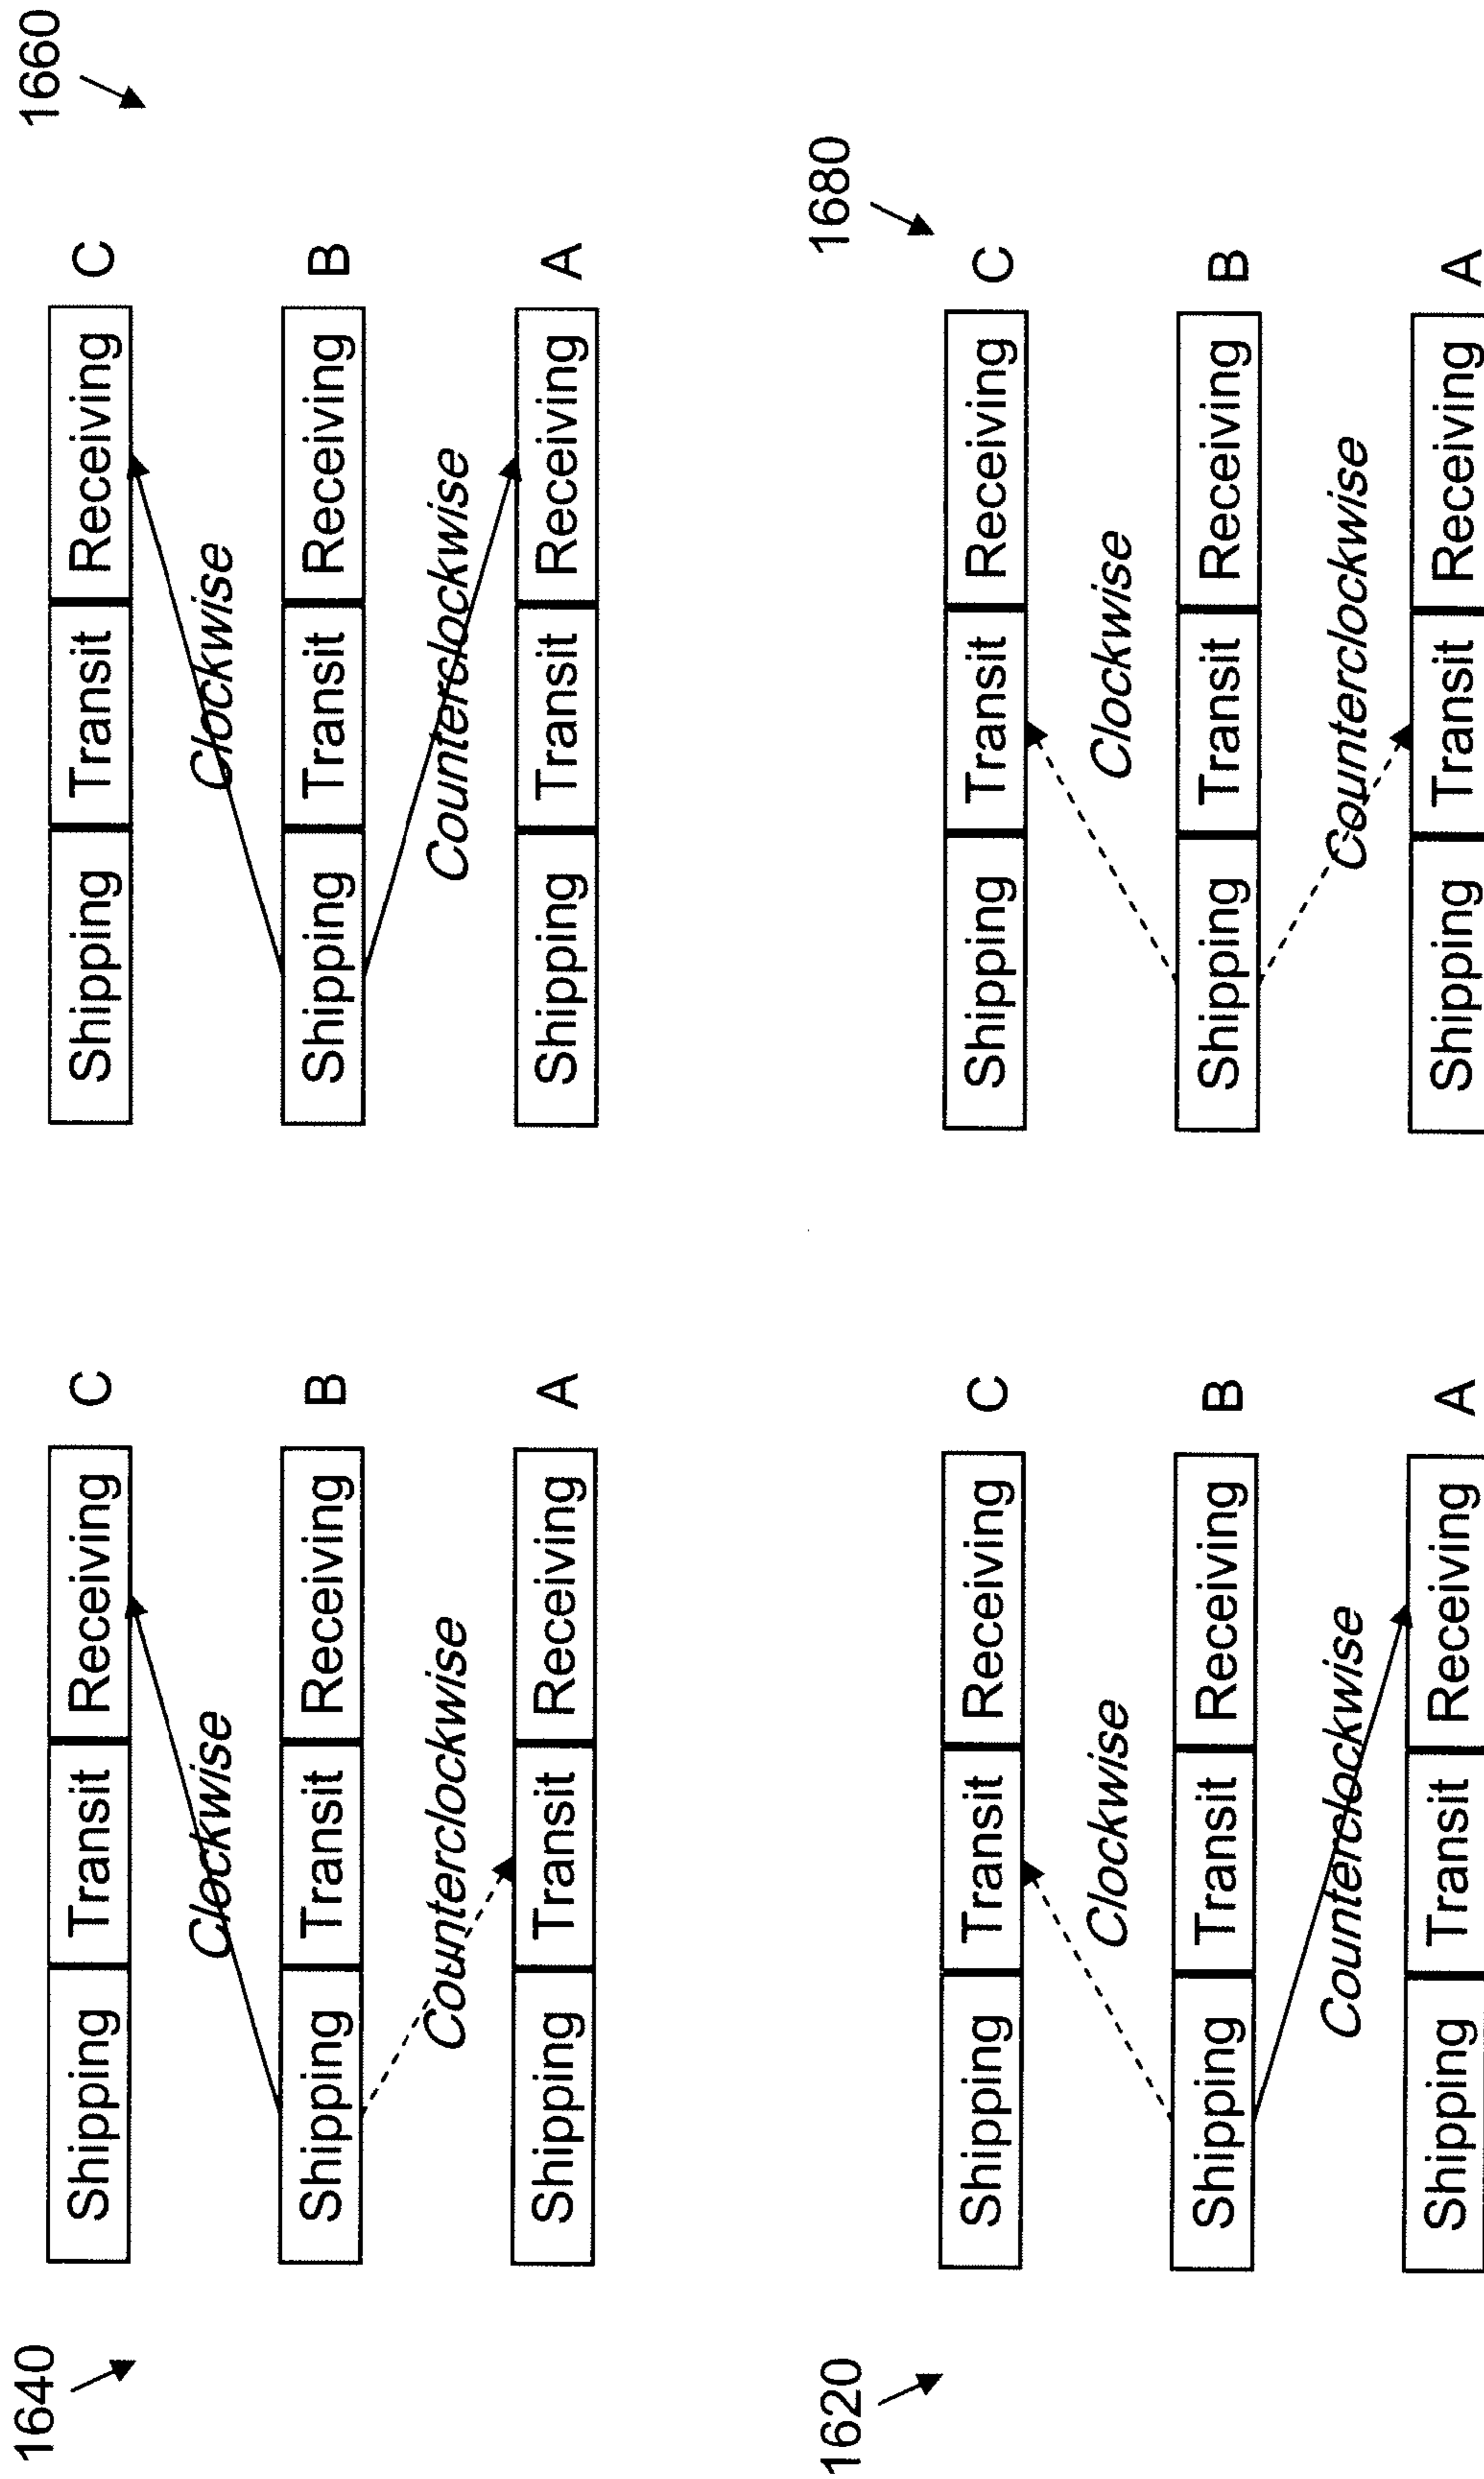 1640
Shipping Transit Receiving C
Clockwise
Shipping Transit Receiving B
Counterclockwise
Shipping Transit Receiving A
1660
Shipping Transit Receiving C
Clockwise
Shipping Transit Receiving B
Counterclockwise
Shipping Transit Receiving A
1620
Shipping Transit Receiving C
Clockwise
Shipping Transit Receiving B
Counterclockwise
Shipping Transit Receiving A
1680
Shipping Transit Receiving C
Clockwise
Shipping Transit Receiving B
Counterclockwise
Shipping Transit Receiving A